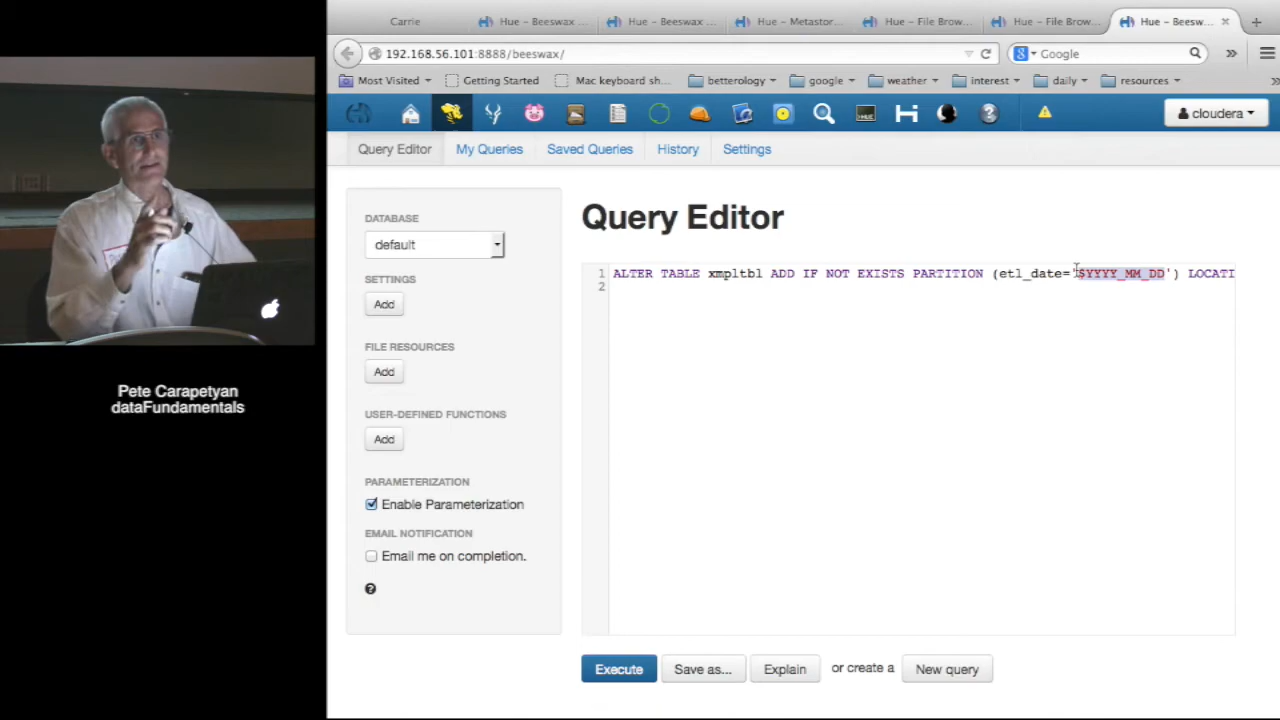 Carrie
Hue - Beeswax ...
Hue - Beeswax ...
Hue - Metastor...
Hue - File Brow...
Hue - File Brow...
Hue - Beesw...
192.168.56.101:8888/beeswax/
Google
Most Visited
Getting Started
Mac keyboard sh...
betterology
google
weather
interest
daily
resources
cloudera
Query Editor
My Queries
Saved Queries
History
Settings
DATABASE
default
SETTINGS
Add
FILE RESOURCES
Add
USER-DEFINED FUNCTIONS
Add
PARAMETERIZATION
Enable Parameterization
EMAIL NOTIFICATION
Email me on completion.
Query Editor
1 ALTER TABLE xmpltbl ADD IF NOT EXISTS PARTITION (etl_date='$YYYY_MM_DD') LOCATI
2
Execute
Save as...
Explain
or create a
New query
Pete Carapetyan
dataFundamentals